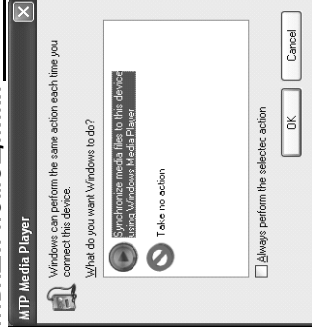 MTP Media Player
Windows can perform the same action each time you
connect this device.
What do you want Windows to do?
Synchronize media files to this device
using Windows Media Player
Take no action
Always perform the selected action
OK
Cancel